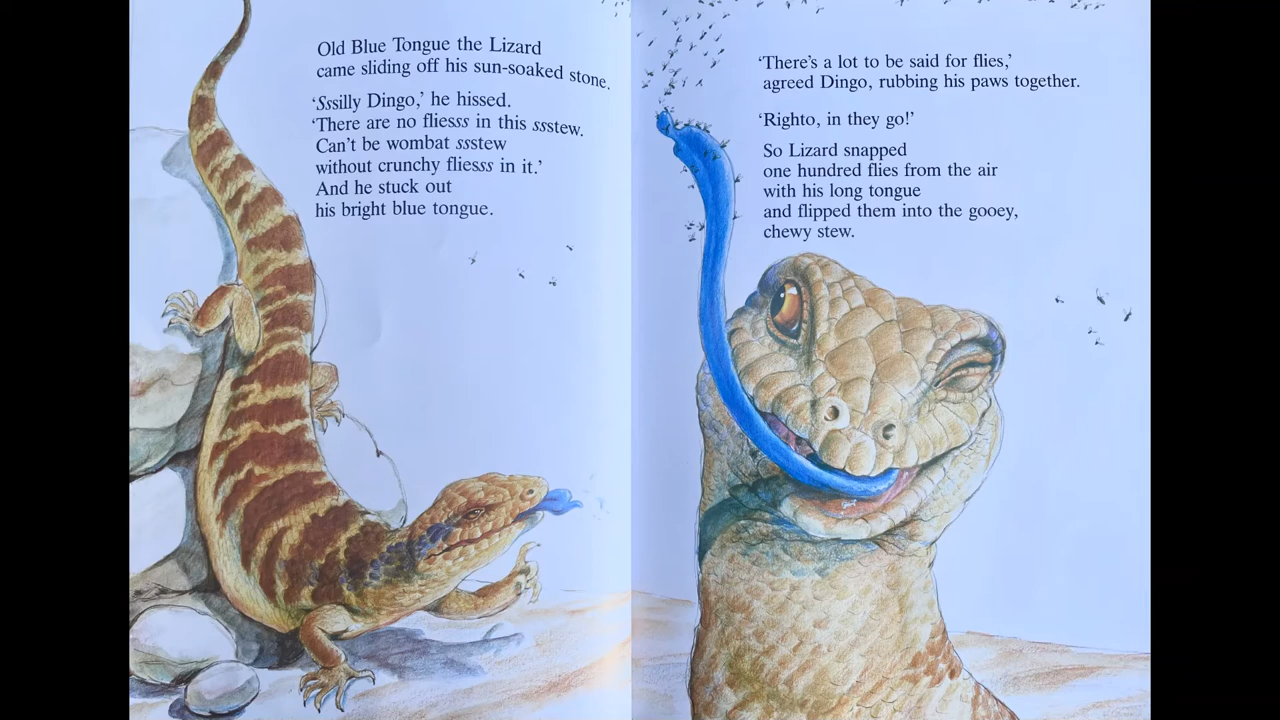 Old Blue Tongue the Lizard
came sliding off his sun-soaked stone.
‘Sssilly Dingo,’ he hissed.
‘There are no fliesss in this ssstew.
Can’t be wombat ssstew
without crunchy fliesss in it.’
And he stuck out
his bright blue tongue.
‘There’s a lot to be said for flies,’
agreed Dingo, rubbing his paws together.
‘Righto, in they go!’
So Lizard snapped
one hundred flies from the air
with his long tongue
and flipped them into the gooey,
chewy stew.